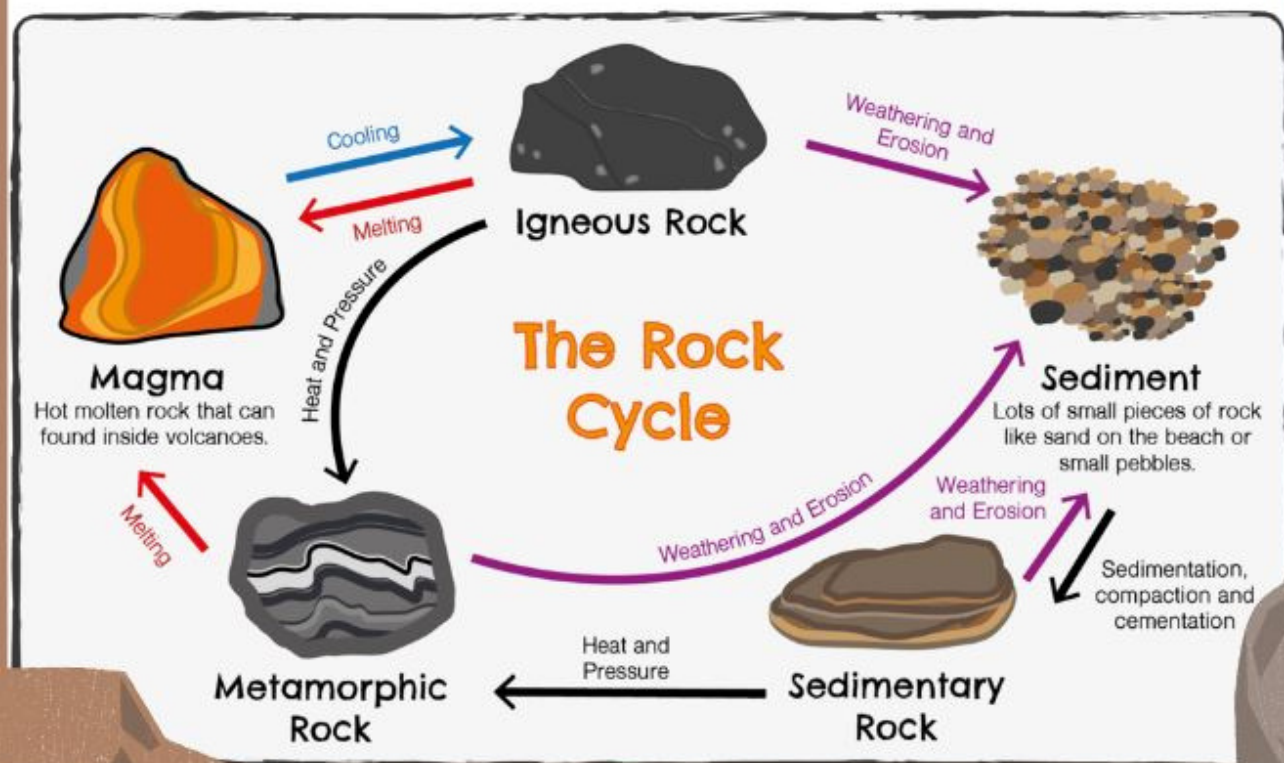 Cooling
Melting
Igneous Rock
Weathering and
Erosion
Heat and Pressure
The Rock
Cycle
Magma
Hot molten rock that can
found inside volcanoes.
Sediment
Lots of small pieces of rock
like sand on the beach or
small pebbles.
Melting
Weathering and Erosion
Weathering
and Erosion
Sedimentation,
compaction and
cementation
Heat and
Pressure
Metamorphic
Rock
Sedimentary
Rock